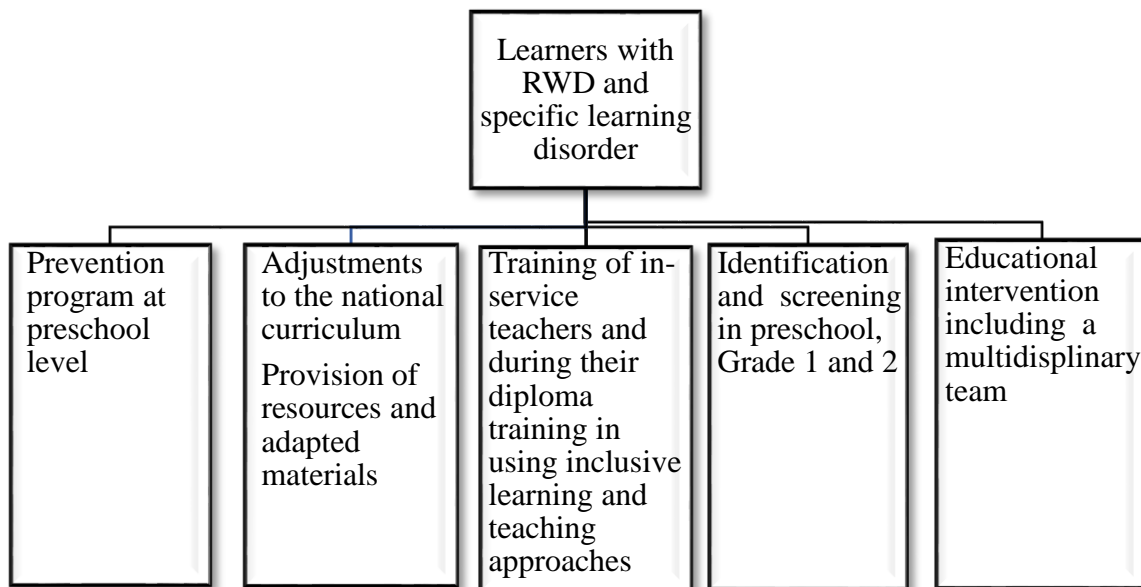 Learners with
RWD and
specific learning
disorder
Prevention
program at
preschool
level
Adjustments
to the national
curriculum
Provision of
resources and
adapted
materials
Training of in-
service
teachers and
during their
diploma
training in
using inclusive
learning and
teaching
approaches
Identification
and screening
in preschool,
Grade 1 and 2
Educational
intervention
including a
multidisplinary
team